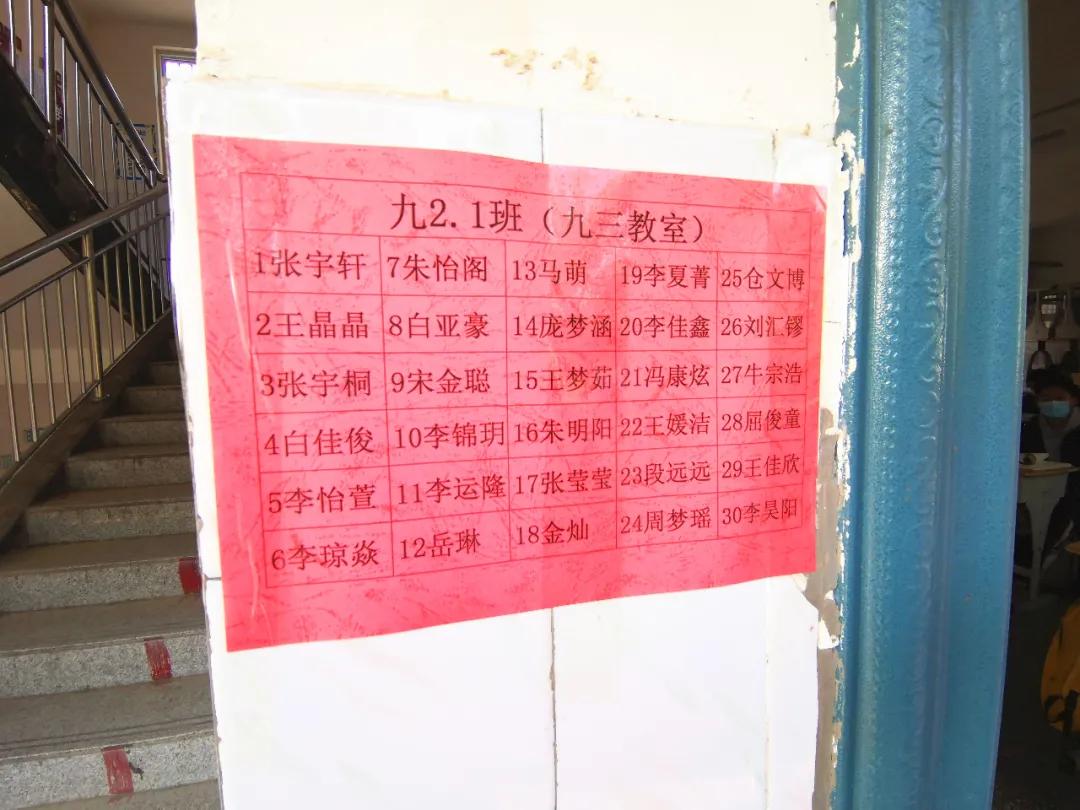 九2.1班（九三教室）
1张宇轩 7朱怡阁 13马萌 19李夏菁 25仓文博
2王晶晶 8白亚豪 14庞梦涵 20李佳鑫 26刘汇镠
3张宇桐 9宋金聪 15王梦茹 21冯康炫 27牛宗浩
4白佳俊 10李锦玥 16朱明阳 22王媛洁 28屈俊童
5李怡萱 11李运隆 17张莹莹 23段远远 29王佳欣
6李琼焱 12岳琳 18金灿 24周梦瑶 30李昊阳